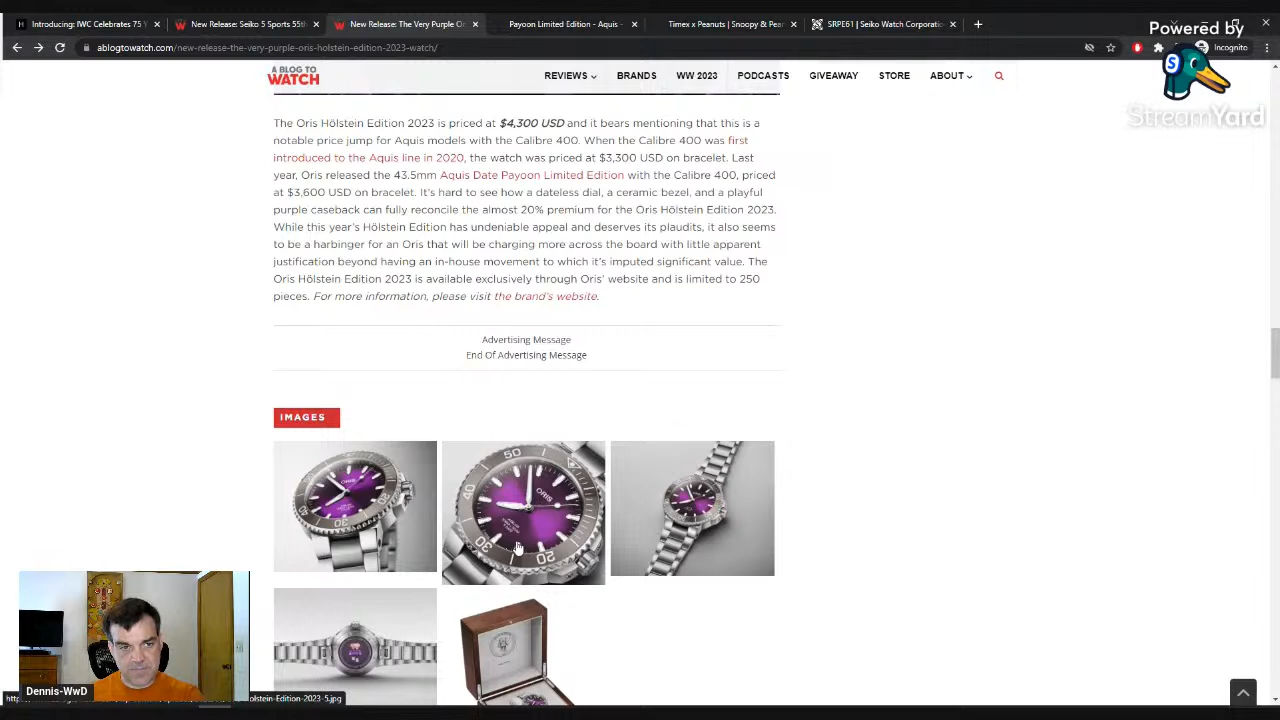 Introducing: IWC Celebrates 75 Y
New Release: Seiko 5 Sports 55th
New Release: The Very Purple Ori
Payoon Limited Edition - Aquis -
Timex x Peanuts | Snoopy & Pear
SRPE61 | Seiko Watch Corporatio
Powered by
ablogtowatch.com/new-release-the-very-purple-oris-holstein-edition-2023-watch/
Incognito
StreamYard
A BLOG TO
WATCH
REVIEWS
BRANDS
WW 2023
PODCASTS
GIVEAWAY
STORE
ABOUT
The Oris Hölstein Edition 2023 is priced at $4,300 USD and it bears mentioning that this is a
notable price jump for Aquis models with the Calibre 400. When the Calibre 400 was first
introduced to the Aquis line in 2020, the watch was priced at $3,300 USD on bracelet. Last
year, Oris released the 43.5mm Aquis Date Payoon Limited Edition with the Calibre 400, priced
at $3,600 USD on bracelet. It's hard to see how a dateless dial, a ceramic bezel, and a playful
purple caseback can fully reconcile the almost 20% premium for the Oris Hölstein Edition 2023.
While this year's Hölstein Edition has undeniable appeal and deserves its plaudits, it also seems
to be a harbinger for an Oris that will be charging more across the board with little apparent
justification beyond having an in-house movement to which it's imputed significant value. The
Oris Hölstein Edition 2023 is available exclusively through Oris' website and is limited to 250
pieces. For more information, please visit the brand's website.
Advertising Message
End Of Advertising Message
IMAGES
50
40
ORIS
30
20
Dennis-WwD
olstein-Edition-2023-5.jpg